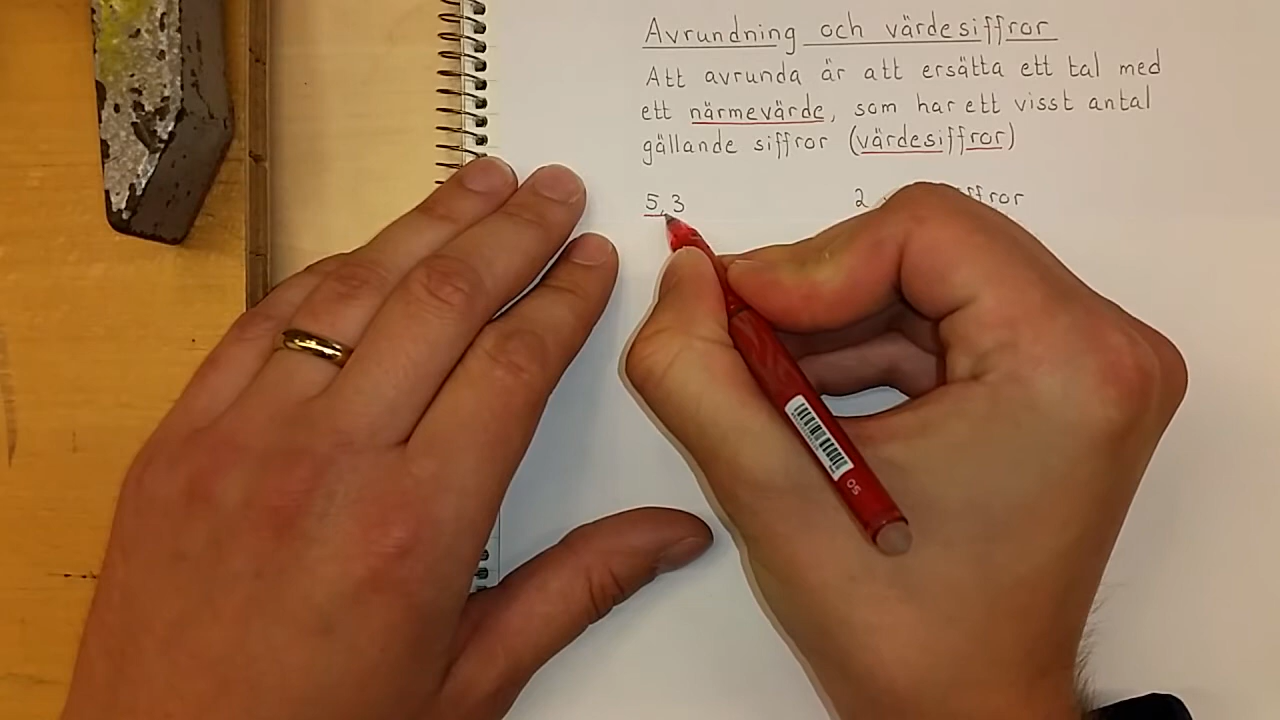 Avrundning och värdesiffror
Att avrunda är att ersätta ett tal med
ett närmevärde, som har ett visst antal
gällande siffror (värdesiffror)
5,3 2
05